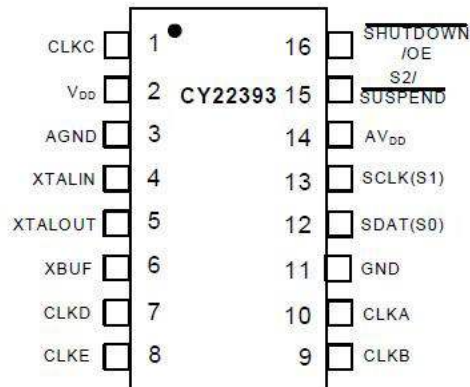 CLKC 1 16 SHUTDOWN
/OE
VDD 2 CY22393 15 S2/
SUSPEND
AGND 3 14 AVDD
XTALIN 4 13 SCLK(S1)
XTALOUT 5 12 SDAT(S0)
XBUF 6 11 GND
CLKD 7 10 CLKA
CLKE 8 9 CLKB